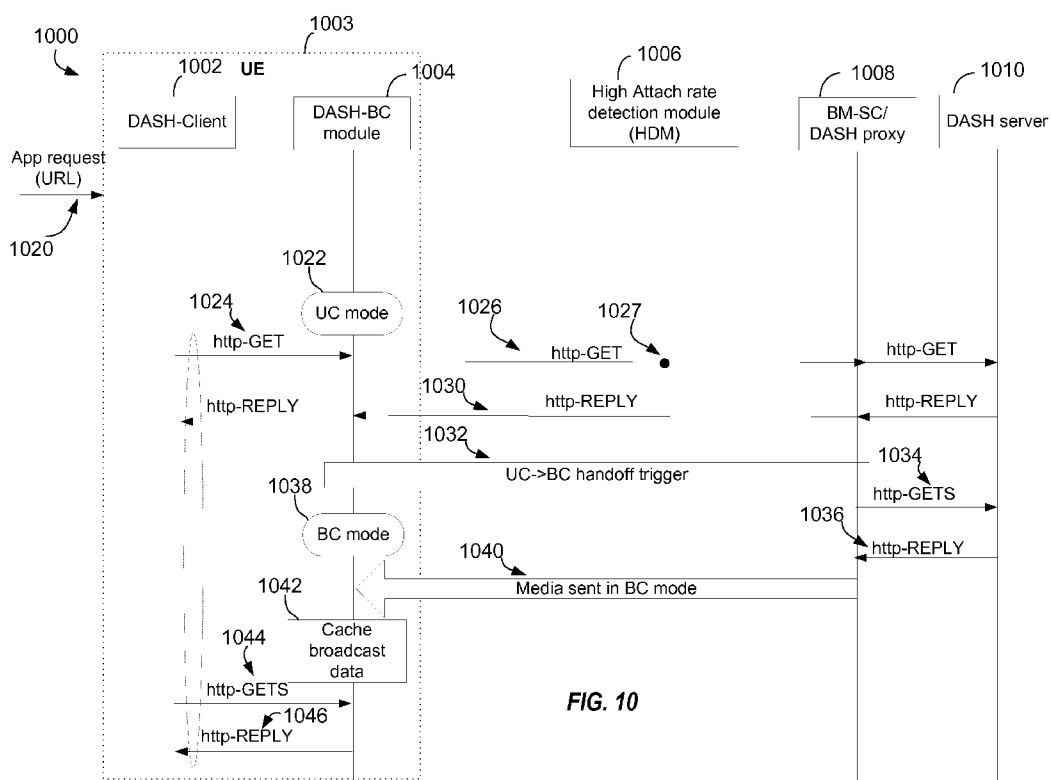 1000
1003
1002
UE
1004
1006
1008
1010
DASH-Client
DASH-BC
module
High Attach rate
detection module
(HDM)
BM-SC/
DASH proxy
DASH server
App request
(URL)
1020
1022
UC mode
1024
http-GET
1026
http-GET
1027
http-GET
http-REPLY
1030
http-REPLY
http-REPLY
1032
UC->BC handoff trigger
1034
http-GETS
1038
BC mode
1036
http-REPLY
1040
Media sent in BC mode
1042
Cache
broadcast
data
1044
http-GETS
1046
http-REPLY
FIG. 10